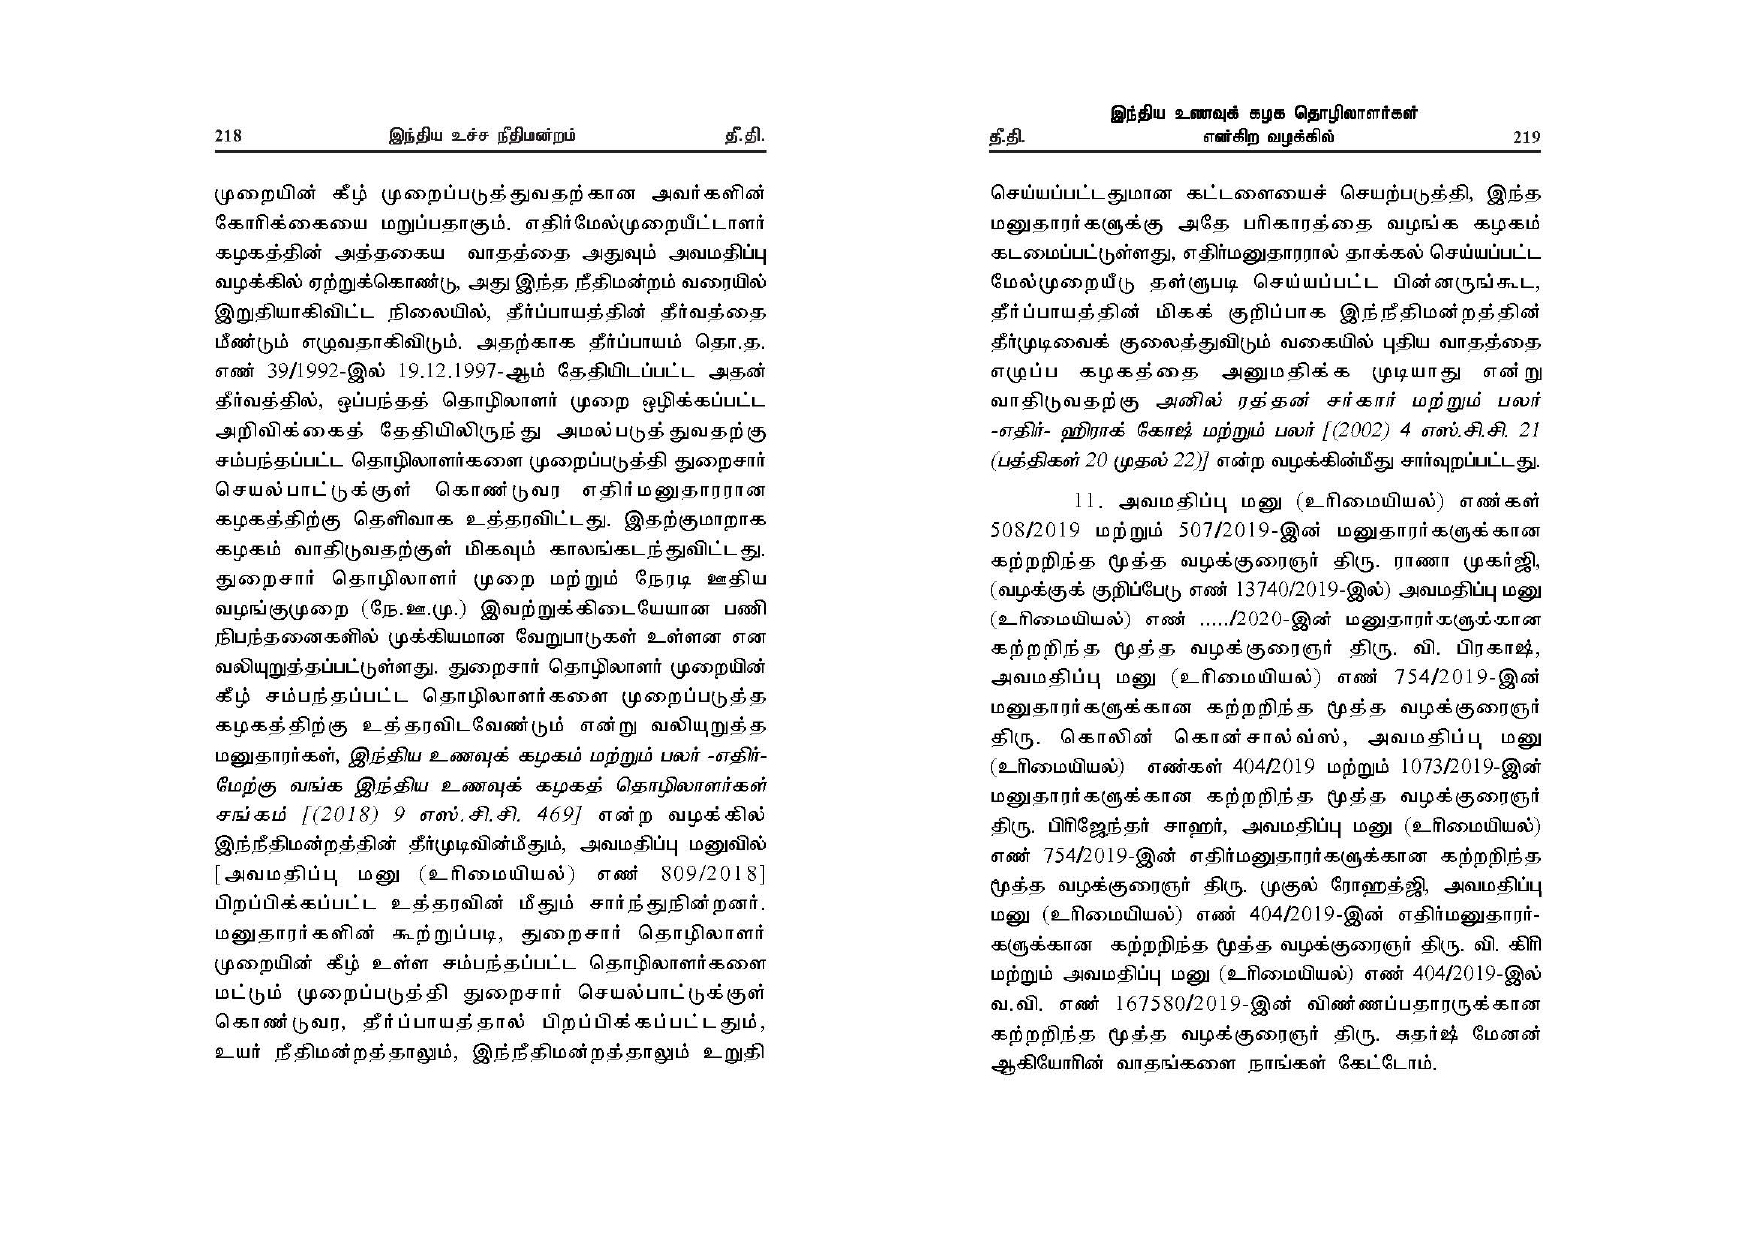 218 இந்திய உச்ச நீதிமன்றம் தீ.தி.
முறையின் கீழ் முறைப்படுத்துவதற்கான அவர்களின்
கோரிக்கையை மறுப்பதாகும். எதிர்மேல்முறையீட்டாளர்
கழகத்தின் அத்தகைய வாதத்தை அதுவும் அவமதிப்பு
வழக்கில் ஏற்றுக்கொண்டு, அது இந்த நீதிமன்றம் வரையில்
இறுதியாகிவிட்ட நிலையில், தீர்ப்பாயத்தின் தீர்வத்தை
மீண்டும் எழுவதாகிவிடும். அதற்காக தீர்ப்பாயம் தொ.த.
எண் 39/1992-இல் 19.12.1997-ஆம் தேதியிடப்பட்ட அதன்
தீர்வத்தில், ஒப்பந்தத் தொழிலாளர் முறை ஒழிக்கப்பட்ட
அறிவிக்கைத் தேதியிலிருந்து அமல்படுத்துவதற்கு
சம்பந்தப்பட்ட தொழிலாளர்களை முறைப்படுத்தி துறைசார்
செயல்பாட்டுக்குள் கொண்டுவர எதிர்மனுதாரரான
கழகத்திற்கு தெளிவாக உத்தரவிட்டது. இதற்குமாறாக
கழகம் வாதிடுவதற்குள் மிகவும் காலங்கடந்துவிட்டது.
துறைசார் தொழிலாளர் முறை மற்றும் நேரடி ஊதிய
வழங்குமுறை (நே.ஊ.மு.) இவற்றுக்கிடையேயான பணி
நிபந்தனைகளில் முக்கியமான வேறுபாடுகள் உள்ளன என
வலியுறுத்தப்பட்டுள்ளது. துறைசார் தொழிலாளர் முறையின்
கீழ் சம்பந்தப்பட்ட தொழிலாளர்களை முறைப்படுத்த
கழகத்திற்கு உத்தரவிடவேண்டும் என்று வலியுறுத்த
மனுதாரர்கள், இந்திய உணவுக் கழகம் மற்றும் பலர் -எதிர்-
மேற்கு வங்க இந்திய உணவுக் கழகத் தொழிலாளர்கள்
சங்கம் [(2018) 9 எஸ்.சி.சி. 469] என்ற வழக்கில்
இந்நீதிமன்றத்தின் தீர்முடிவின்மீதும், அவமதிப்பு மனுவில்
[அவமதிப்பு மனு (உரிமையியல்) எண் 809/2018]
பிறப்பிக்கப்பட்ட உத்தரவின் மீதும் சார்ந்துநின்றனர்.
மனுதாரர்களின் கூற்றுப்படி, துறைசார் தொழிலாளர்
முறையின் கீழ் உள்ள சம்பந்தப்பட்ட தொழிலாளர்களை
மட்டும் முறைப்படுத்தி துறைசார் செயல்பாட்டுக்குள்
கொண்டுவர, தீர்ப்பாயத்தால் பிறப்பிக்கப்பட்டதும்,
உயர் நீதிமன்றத்தாலும், இந்நீதிமன்றத்தாலும் உறுதி
இந்திய உணவுக் கழக தொழிலாளர்கள்
தீ.தி. என்கிற வழக்கில் 219
செய்யப்பட்டதுமான கட்டளையைச் செயற்படுத்தி, இந்த
மனுதாரர்களுக்கு அதே பரிகாரத்தை வழங்க கழகம்
கடமைப்பட்டுள்ளது, எதிர்மனுதாரரால் தாக்கல் செய்யப்பட்ட
மேல்முறையீடு தள்ளுபடி செய்யப்பட்ட பின்னருங்கூட,
தீர்ப்பாயத்தின் மிகக் குறிப்பாக இந்நீதிமன்றத்தின்
தீர்முடிவைக் குலைத்துவிடும் வகையில் புதிய வாதத்தை
எழுப்ப கழகத்தை அனுமதிக்க முடியாது என்று
வாதிடுவதற்கு அனில் ரத்தன் சர்கார் மற்றும் பலர்
-எதிர்- ஹிராக் கோஷ் மற்றும் பலர் [(2002) 4 எஸ்.சி.சி. 21
(பத்திகள் 20 முதல் 22)] என்ற வழக்கின்மீது சார்வுறப்பட்டது.
11. அவமதிப்பு மனு (உரிமையியல்) எண்கள்
508/2019 மற்றும் 507/2019-இன் மனுதாரர்களுக்கான
கற்றறிந்த மூத்த வழக்குரைஞர் திரு. ராணா முகர்ஜி,
(வழக்குக் குறிப்பேடு எண் 13740/2019-இல்) அவமதிப்பு மனு
(உரிமையியல்) எண் ...../2020-இன் மனுதாரர்களுக்கான
கற்றறிந்த மூத்த வழக்குரைஞர் திரு. வி. பிரகாஷ்,
அவமதிப்பு மனு (உரிமையியல்) எண் 754/2019-இன்
மனுதாரர்களுக்கான கற்றறிந்த மூத்த வழக்குரைஞர்
திரு. கொலின் கொன்சால்வ்ஸ், அவமதிப்பு மனு
(உரிமையியல்) எண்கள் 404/2019 மற்றும் 1073/2019-இன்
மனுதாரர்களுக்கான கற்றறிந்த மூத்த வழக்குரைஞர்
திரு. பிரிஜேந்தர் சாஹர், அவமதிப்பு மனு (உரிமையியல்)
எண் 754/2019-இன் எதிர்மனுதாரர்களுக்கான கற்றறிந்த
மூத்த வழக்குரைஞர் திரு. முகுல் ரோஹத்ஜி, அவமதிப்பு
மனு (உரிமையியல்) எண் 404/2019-இன் எதிர்மனுதாரர்-
களுக்கான கற்றறிந்த மூத்த வழக்குரைஞர் திரு. வி. கிரி
மற்றும் அவமதிப்பு மனு (உரிமையியல்) எண் 404/2019-இல்
வ.வி. எண் 167580/2019-இன் விண்ணப்பதாரருக்கான
கற்றறிந்த மூத்த வழக்குரைஞர் திரு. சுதர்ஷ் மேனன்
ஆகியோரின் வாதங்களை நாங்கள் கேட்டோம்.